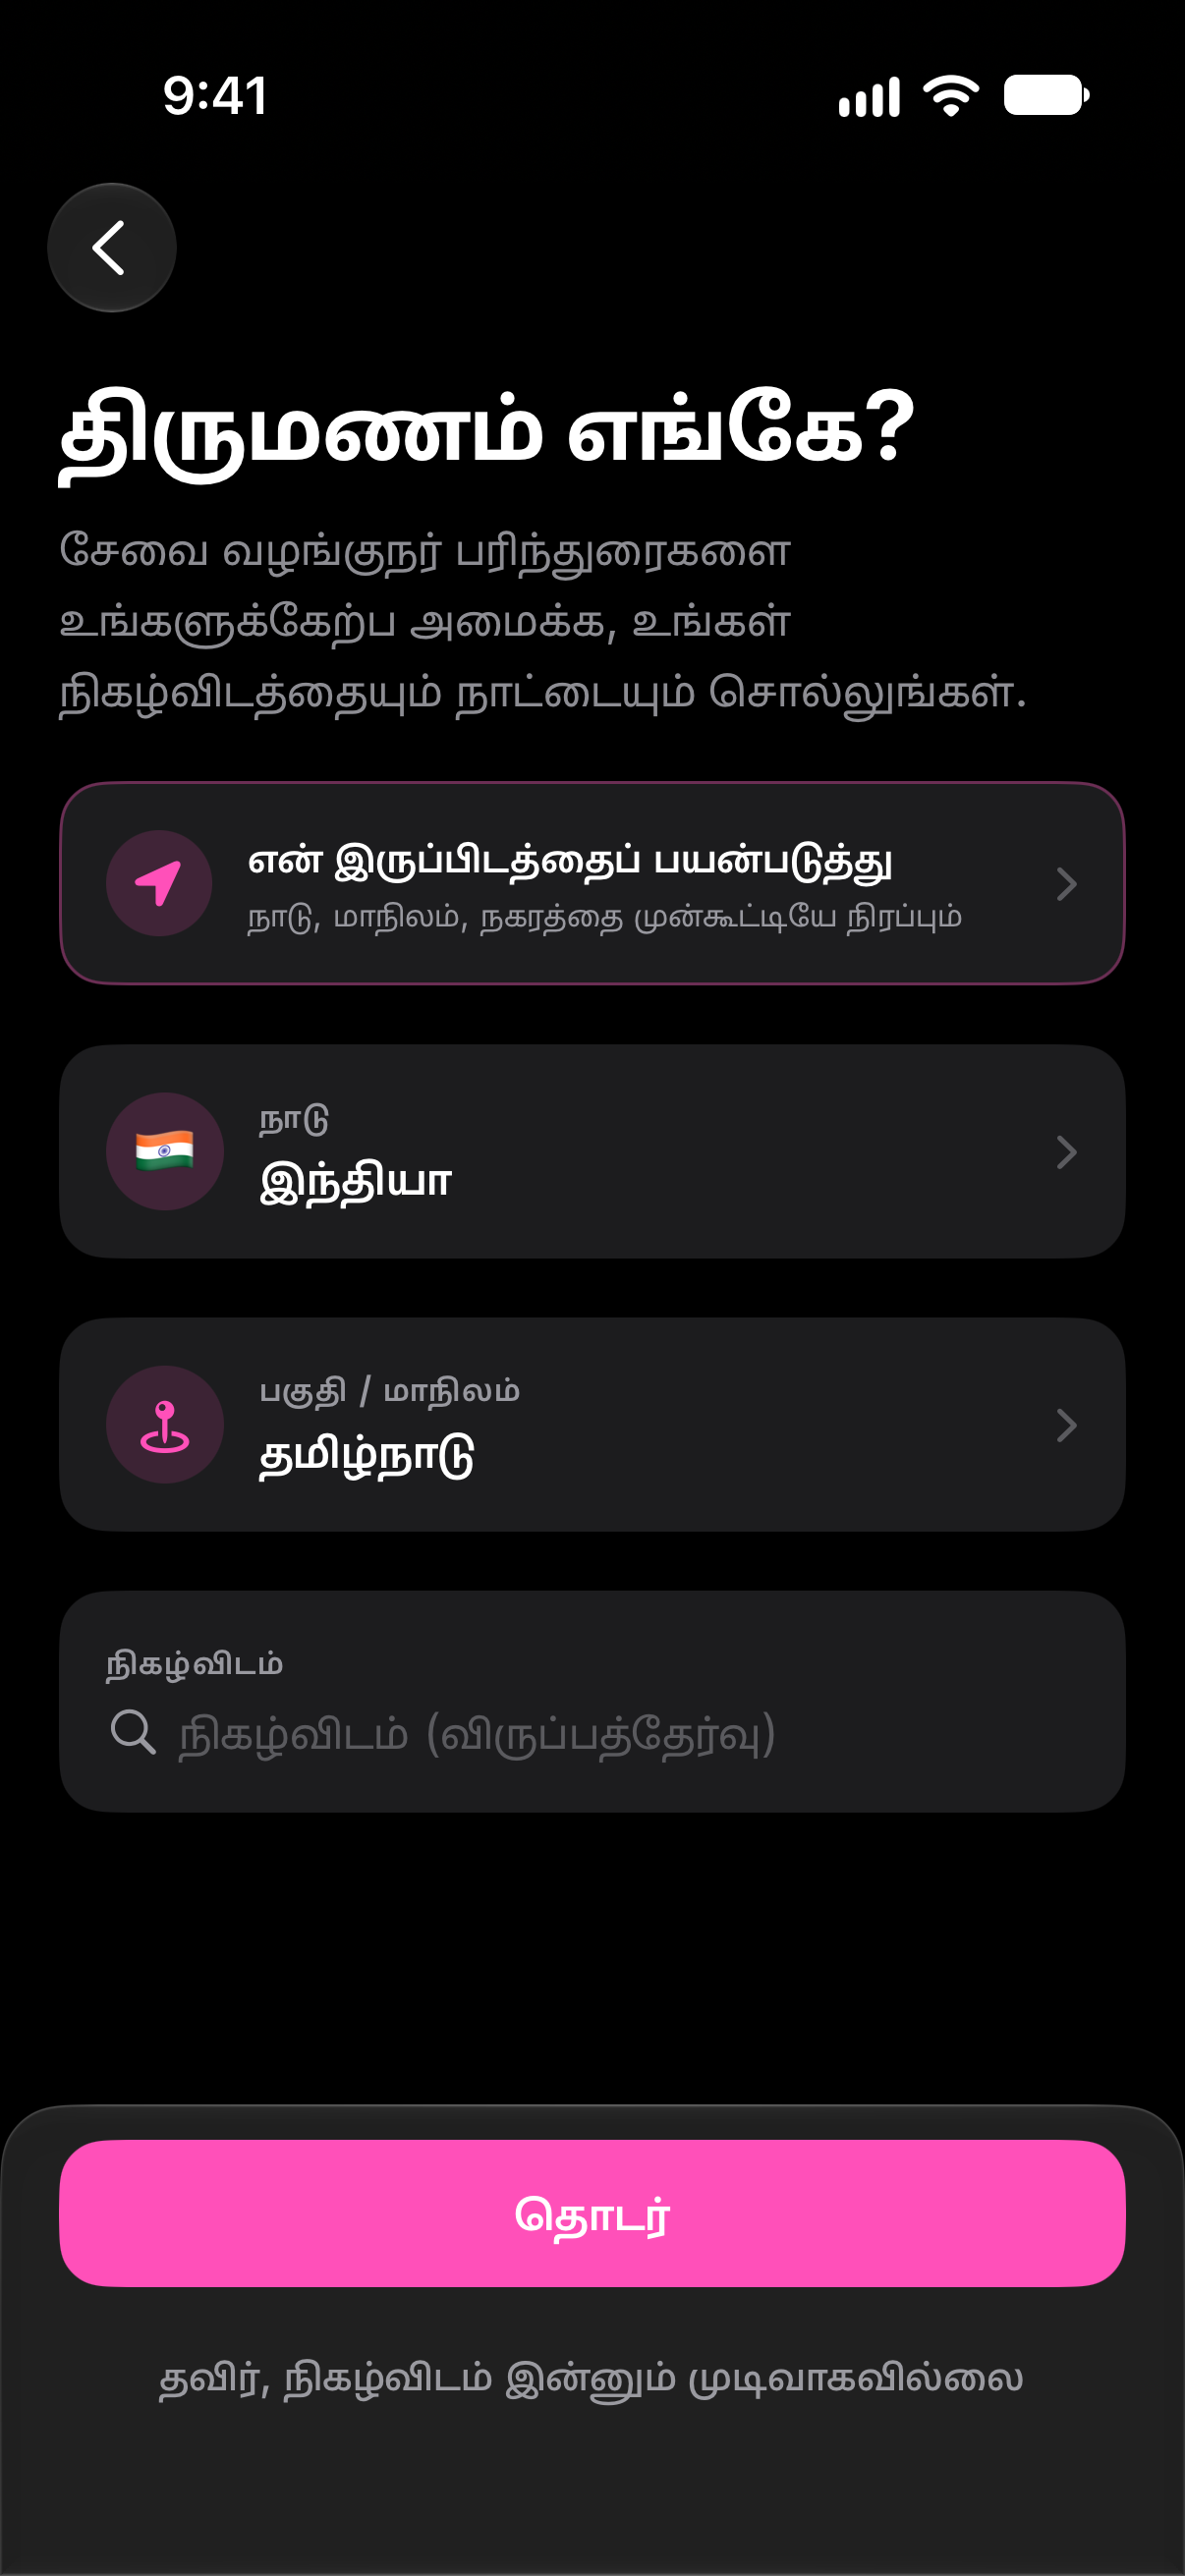 9:41
திருமணம் எங்கே?
சேவை வழங்குநர் பரிந்துரைகளை
உங்களுக்கேற்ப அமைக்க, உங்கள்
நிகழ்விடத்தையும் நாட்டையும் சொல்லுங்கள்.
என் இருப்பிடத்தைப் பயன்படுத்து
நாடு, மாநிலம், நகரத்தை முன்கூட்டியே நிரப்பும்
நாடு
இந்தியா
பகுதி / மாநிலம்
தமிழ்நாடு
நிகழ்விடம்
நிகழ்விடம் (விருப்பத்தேர்வு)
தொடர்
தவிர், நிகழ்விடம் இன்னும் முடிவாகவில்லை